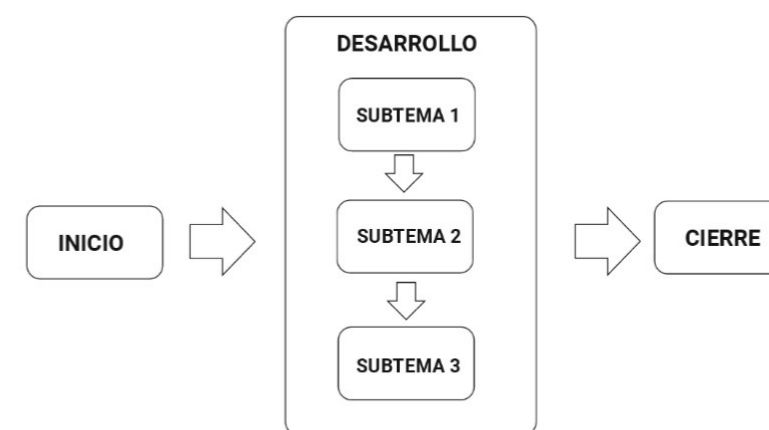 DESARROLLO
SUBTEMA 1
INICIO
SUBTEMA 2
CIERRE
SUBTEMA 3